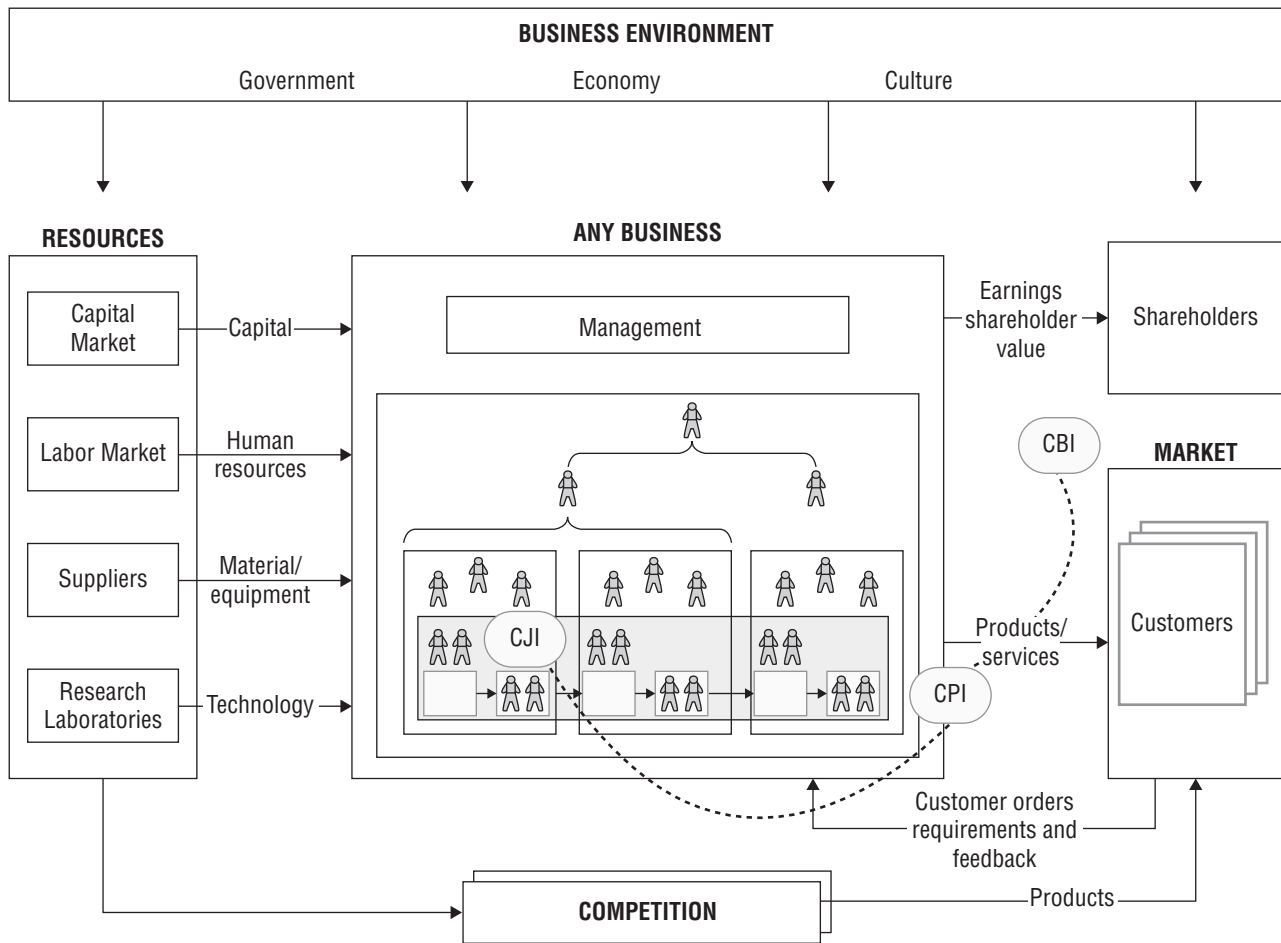 BUSINESS ENVIRONMENT
Government
Economy
Culture
RESOURCES
ANY BUSINESS
Capital
Market
Capital
Management
Earnings
shareholder
value
Shareholders
Labor Market
Human
resources
CBI
MARKET
Suppliers
Material/
equipment
CJI
Products/
services
Customers
Research
Laboratories
Technology
CPI
Customer orders
requirements and
feedback
COMPETITION
Products